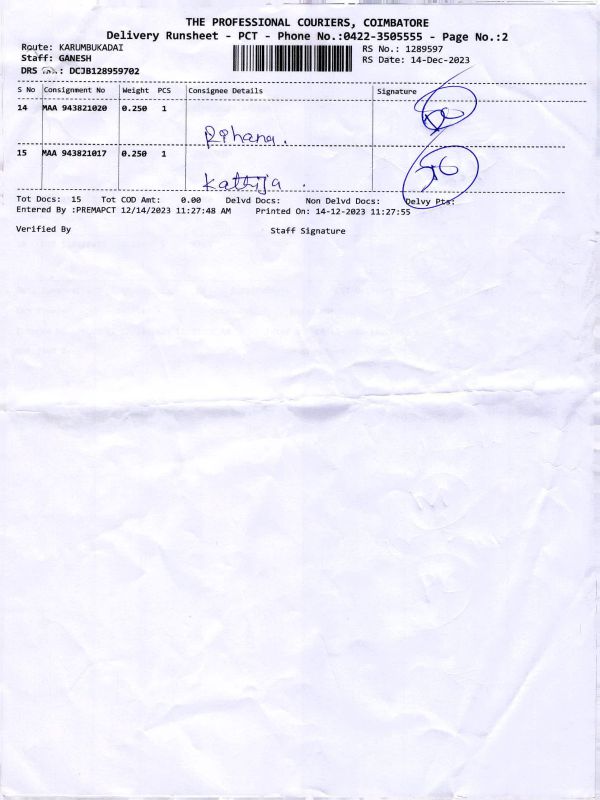 THE PROFESSIONAL COURIERS, COIMBATORE
Delivery Runsheet - PCT - Phone No.:0422-3505555 - Page No.:2
Route: KARUMBUKADAI
RS No.: 1289597
Staff: GANESH
RS Date: 14-Dec-2023
DRS No.: DCJB128959702
S No Consignment No Weight PCS Consignee Details Signature
14 MAA 943821020 0.250 1
Rihana.
15 MAA 943821017 0.250 1
Kathija.
Tot Docs: 15 Tot COD Amt: 0.00 Delvd Docs: Non Delvd Docs: Delvy Pts:
Entered By :PREMAPCT 12/14/2023 11:27:48 AM Printed On: 14-12-2023 11:27:55
Verified By Staff Signature